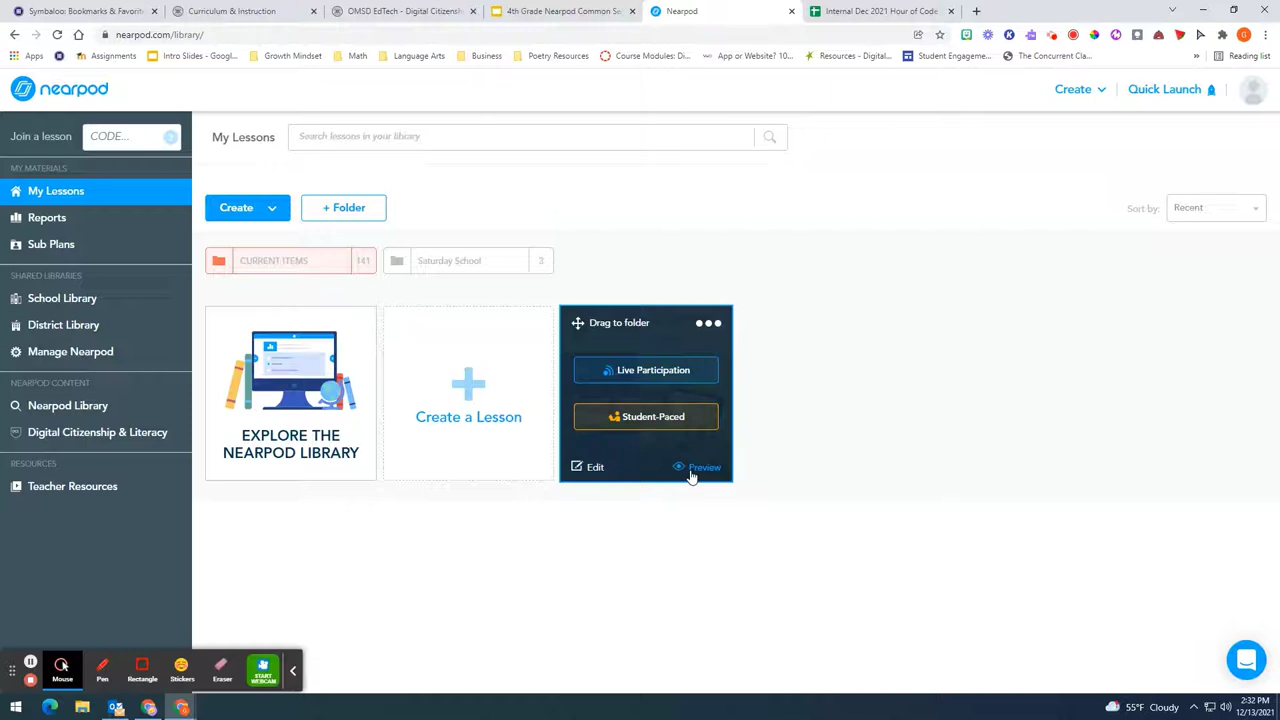 Symbaloo: Bookmarks & Favorit
Curriculum & Instruction
OMSD EdTech - Digital Citizensh
4th Grade Nearpod Common Se
Nearpod
Internal Dec 2021 Hour of Code
nearpod.com/library/
Apps
Assignments
Intro Slides - Googl...
Growth Mindset
Math
Language Arts
Business
Poetry Resources
Course Modules: Di...
App or Website? 10...
Resources - Digital...
Student Engageme...
The Concurrent Cla...
Reading list
nearpod
Create
Quick Launch
Join a lesson
CODE...
My Lessons
Search lessons in your library
MY MATERIALS
My Lessons
Reports
Sub Plans
SHARED LIBRARIES
School Library
District Library
Manage Nearpod
NEARPOD CONTENT
Nearpod Library
Digital Citizenship & Literacy
RESOURCES
Teacher Resources
Create
+ Folder
Sort by:
Recent
CURRENT ITEMS
141
Saturday School
3
EXPLORE THE
NEARPOD LIBRARY
Create a Lesson
Drag to folder
Live Participation
Student-Paced
Edit
Preview
Mouse
Pen
Rectangle
Stickers
Eraser
START
WEBCAM
55°F Cloudy
2:32 PM
12/13/2021